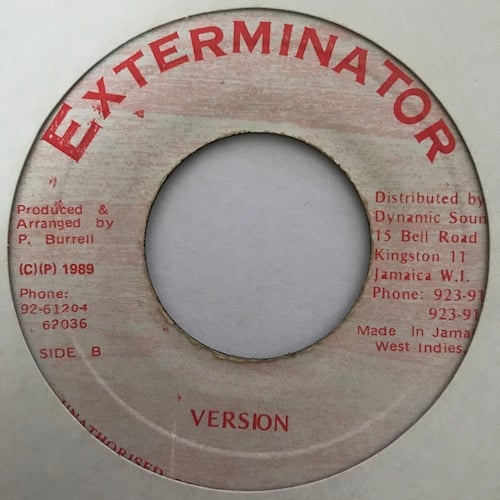 EXTERMINATOR
Produced &
Arranged by
P. Burrell
(C)(P) 1989
Phone:
92-61204
62036
SIDE B
Distributed by
Dynamic Soun
15 Bell Road
Kingston 11
Jamaica W.I.
Phone: 923-91
923-91
Made in Jama
West Indies.
VERSION
UNATHORISED